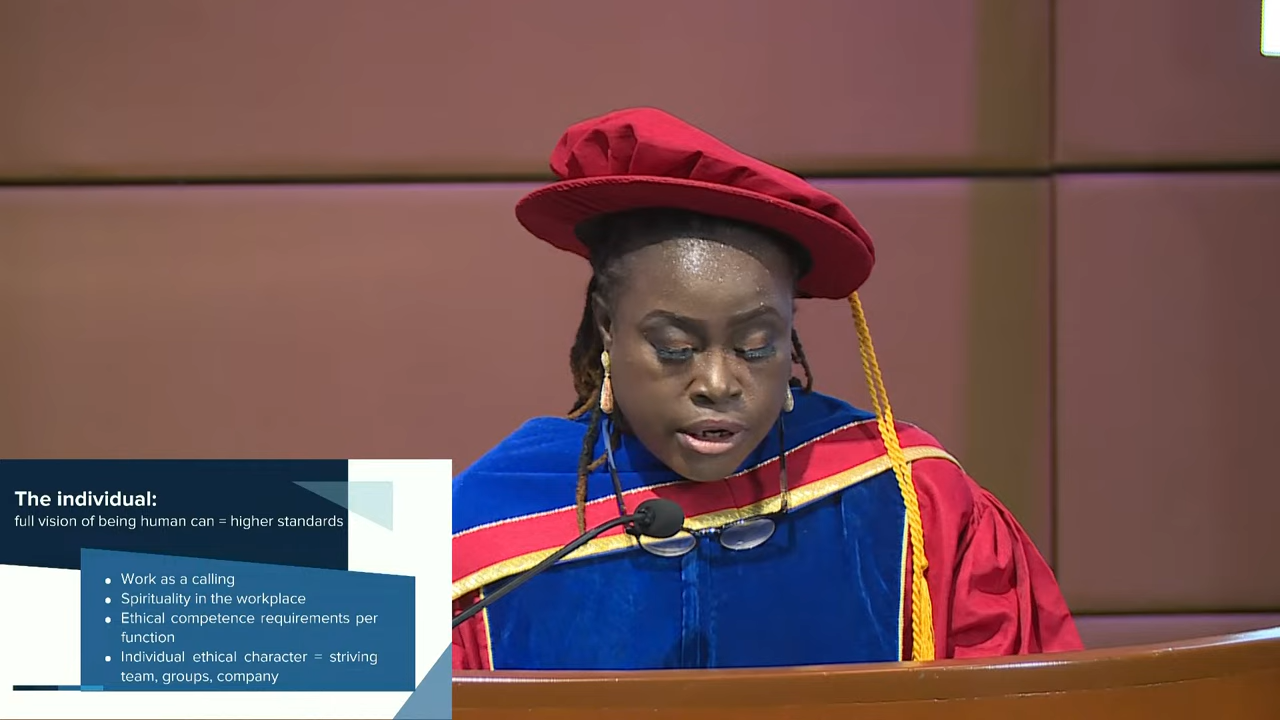 The individual:
full vision of being human can = higher standards
Work as a calling
Spirituality in the workplace
Ethical competence requirements per
function
Individual ethical character = striving
team, groups, company